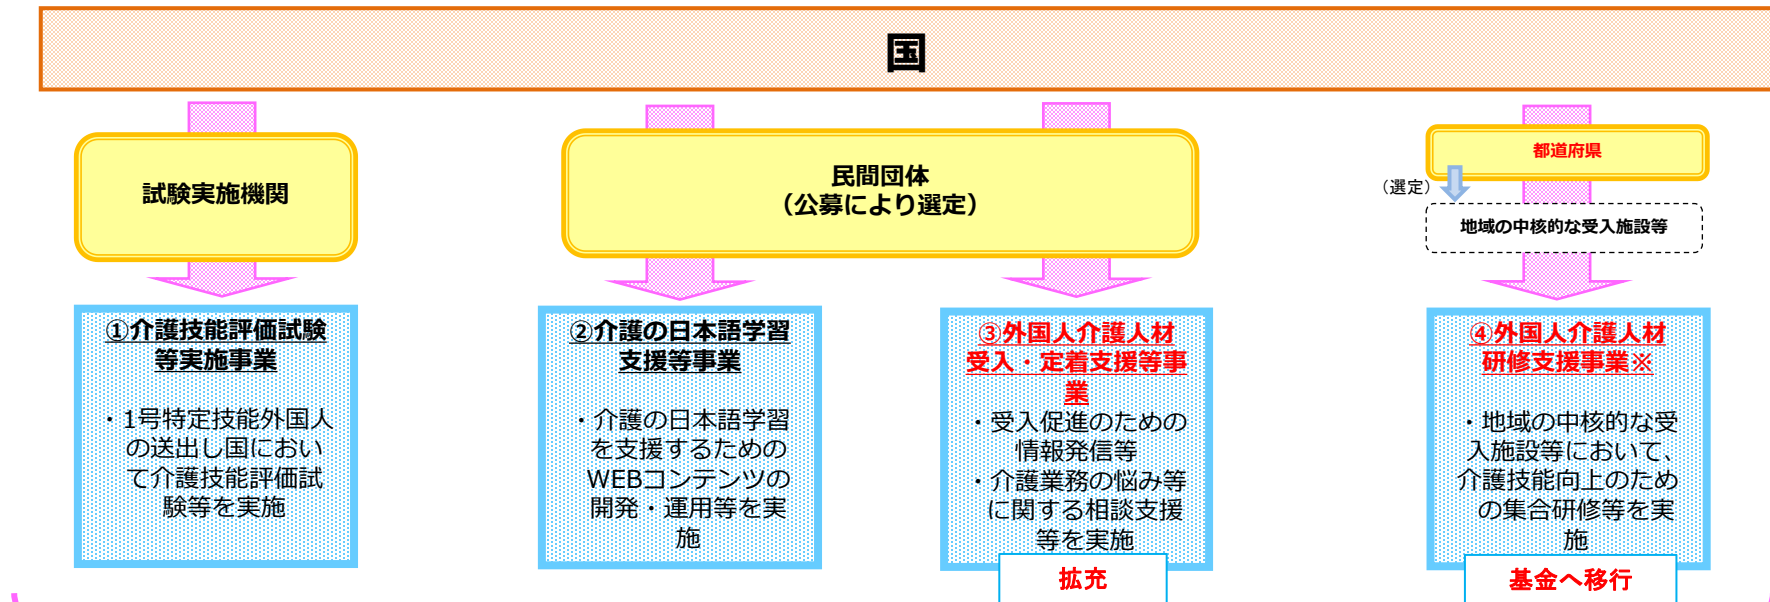 国
試験実施機関
①介護技能評価試験
等実施事業
・1号特定技能外国人
の送出し国におい
て介護技能評価試
験等を実施
民間団体
（公募により選定）
②介護の日本語学習
支援等事業
・介護の日本語学習
を支援するための
WEBコンテンツの
開発・運用等を実
施
③外国人介護人材
受入・定着支援等事
業
・受入促進のための
情報発信等
・介護業務の悩み等
に関する相談支援
等を実施
拡充
都道府県
（選定）
地域の中核的な受入施設等
④外国人介護人材
研修支援事業※
・地域の中核的な受
入施設等において、
介護技能向上のため
の集合研修等を実
施
基金へ移行